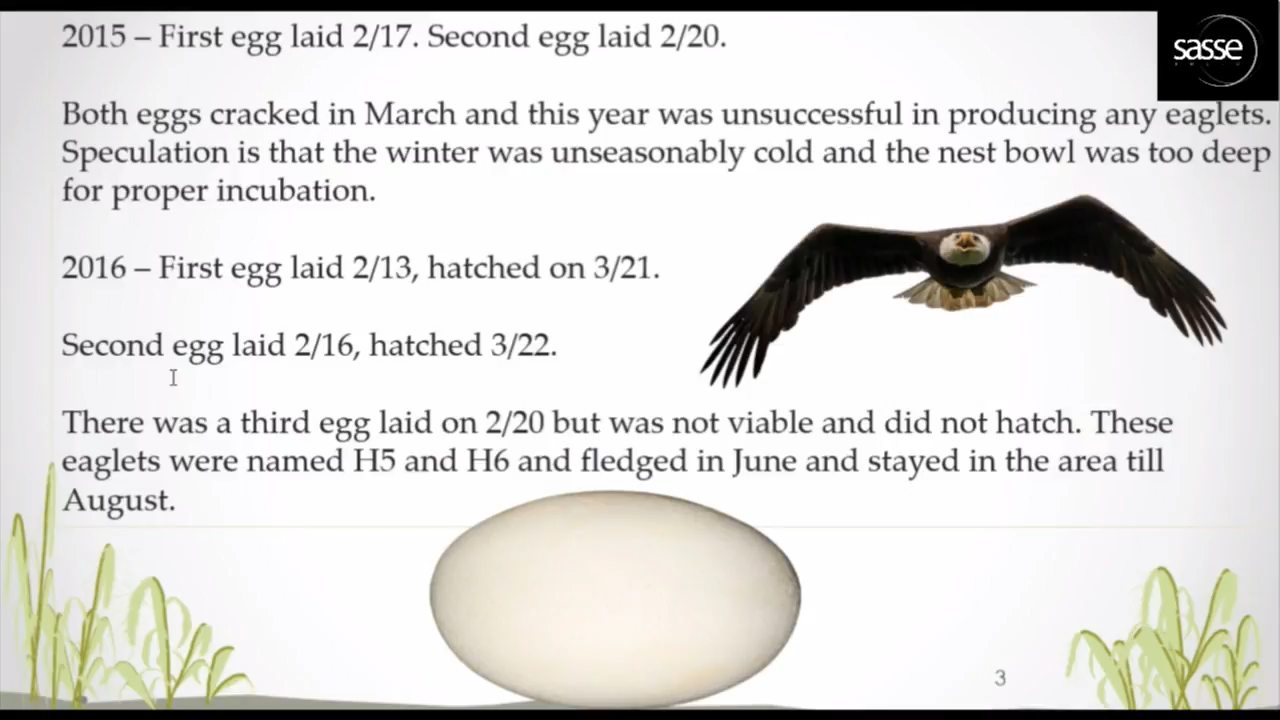 2015 – First egg laid 2/17. Second egg laid 2/20.
sasse
Both eggs cracked in March and this year was unsuccessful in producing any eaglets.
Speculation is that the winter was unseasonably cold and the nest bowl was too deep
for proper incubation.
2016 – First egg laid 2/13, hatched on 3/21.
Second egg laid 2/16, hatched 3/22.
There was a third egg laid on 2/20 but was not viable and did not hatch. These
eaglets were named H5 and H6 and fledged in June and stayed in the area till
August.
3